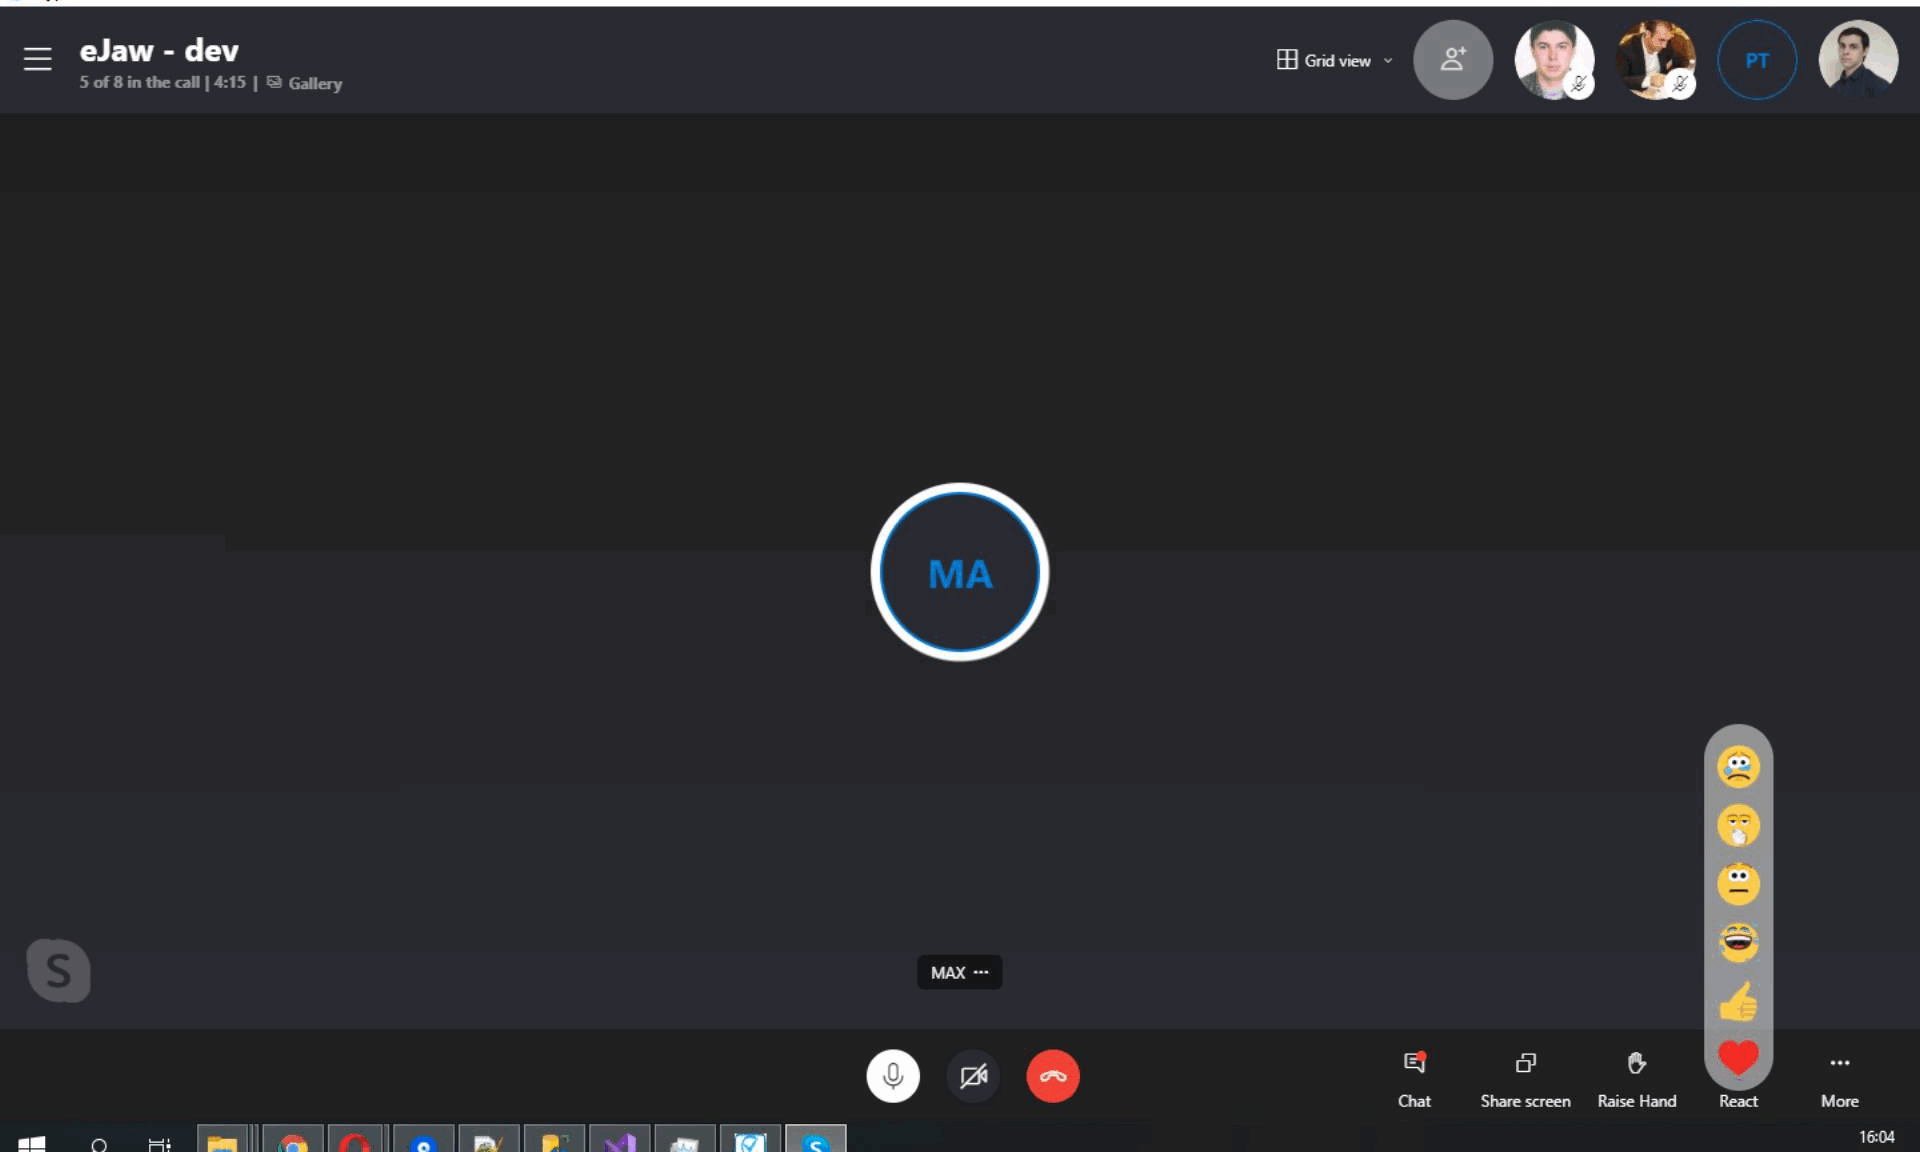 eJaw - dev
5 of 8 in the call | 4:15 | Gallery
Grid view
PT
MA
MAX ...
S
Chat
Share screen
Raise Hand
React
More
S
16:04